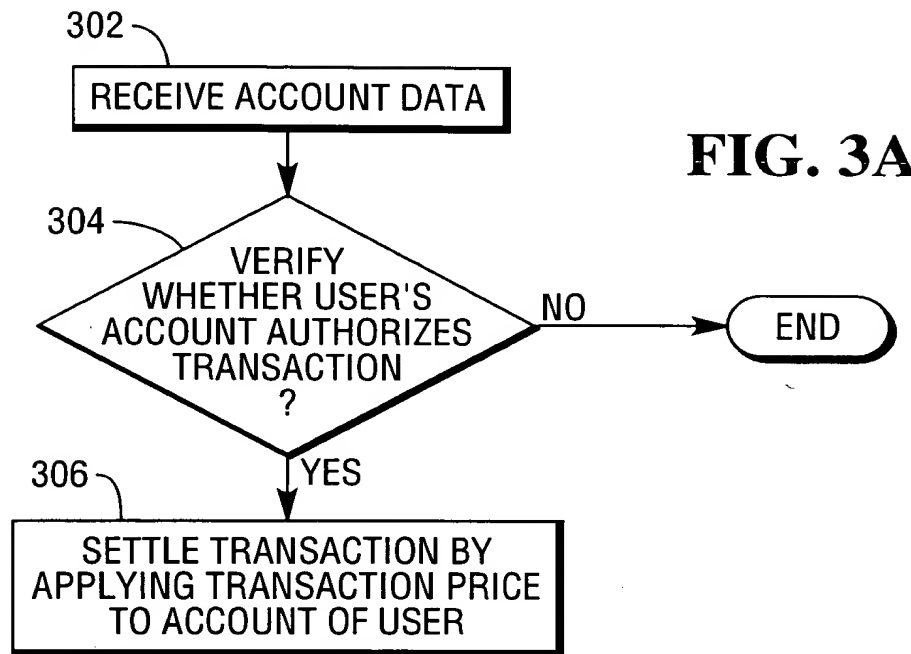 302
RECEIVE ACCOUNT DATA
FIG. 3A
304
VERIFY
WHETHER USER'S
ACCOUNT AUTHORIZES
TRANSACTION
?
NO
END
YES
306
SETTLE TRANSACTION BY
APPLYING TRANSACTION PRICE
TO ACCOUNT OF USER